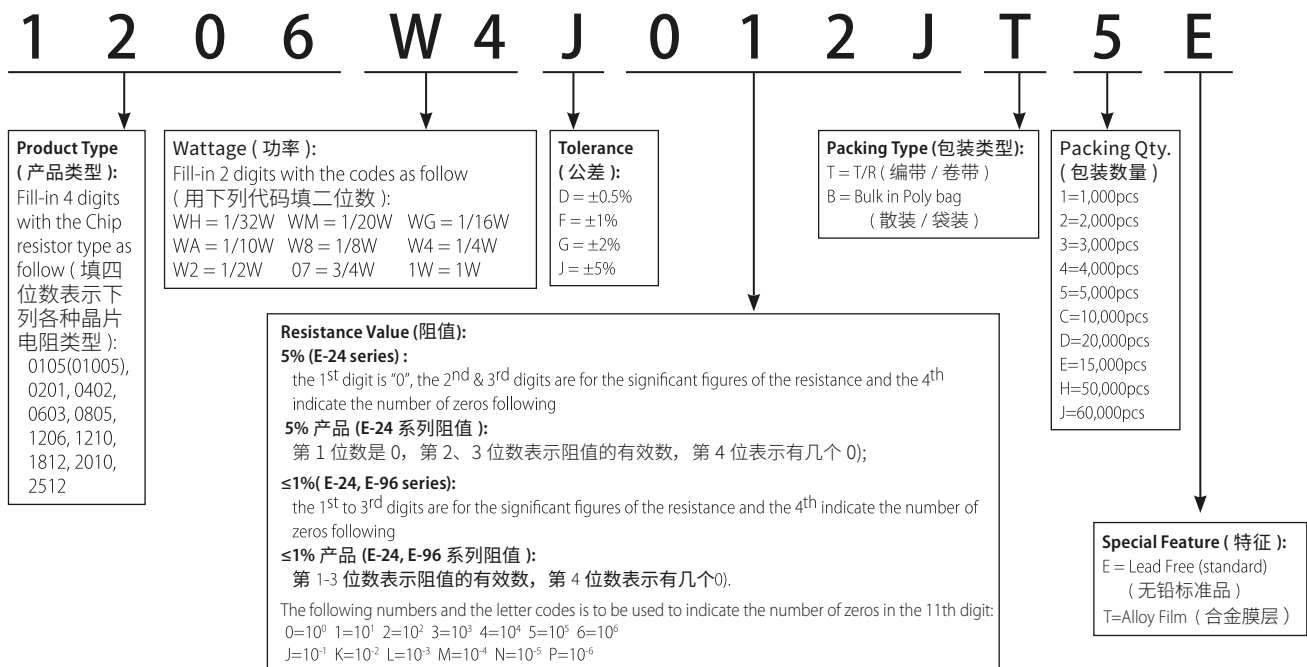 1 2 0 6 W 4 J 0 1 2 J T 5 E
Product Type
( 产品类型 ):
Fill-in 4 digits
with the Chip
resistor type as
follow ( 填四
位数表示下
列各种晶片
电阻类型 ):
0105(01005),
0201, 0402,
0603, 0805,
1206, 1210,
1812, 2010,
2512
Wattage ( 功率 ):
Fill-in 2 digits with the codes as follow
( 用下列代码填二位数 ):
WH = 1/32W WM = 1/20W WG = 1/16W
WA = 1/10W W8 = 1/8W W4 = 1/4W
W2 = 1/2W 07 = 3/4W 1W = 1W
Tolerance
( 公差 ):
D = ±0.5%
F = ±1%
G = ±2%
J = ±5%
Packing Type (包装类型):
T = T/R ( 编带 / 卷带 )
B = Bulk in Poly bag
( 散装 / 袋装 )
Packing Qty.
( 包装数量 )
1=1,000pcs
2=2,000pcs
3=3,000pcs
4=4,000pcs
5=5,000pcs
C=10,000pcs
D=20,000pcs
E=15,000pcs
H=50,000pcs
J=60,000pcs
Resistance Value (阻值):
5% (E-24 series) :
the 1st digit is “0”, the 2nd & 3rd digits are for the significant figures of the resistance and the 4th
indicate the number of zeros following
5% 产品 (E-24 系列阻值 ):
第 1 位数是 0，第 2、3 位数表示阻值的有效数，第 4 位表示有几个 0);
≤1%( E-24, E-96 series):
the 1st to 3rd digits are for the significant figures of the resistance and the 4th indicate the number of
zeros following
≤1% 产品 (E-24, E-96 系列阻值 ):
第 1-3 位数表示阻值的有效数，第 4 位数表示有几个0).
The following numbers and the letter codes is to be used to indicate the number of zeros in the 11th digit:
0=10⁰ 1=10¹ 2=10² 3=10³ 4=10⁴ 5=10⁵ 6=10⁶
J=10⁻¹ K=10⁻² L=10⁻³ M=10⁻⁴ N=10⁻⁵ P=10⁻⁶
Special Feature ( 特征 ):
E = Lead Free (standard)
( 无铅标准品 )
T=Alloy Film ( 合金膜层 )